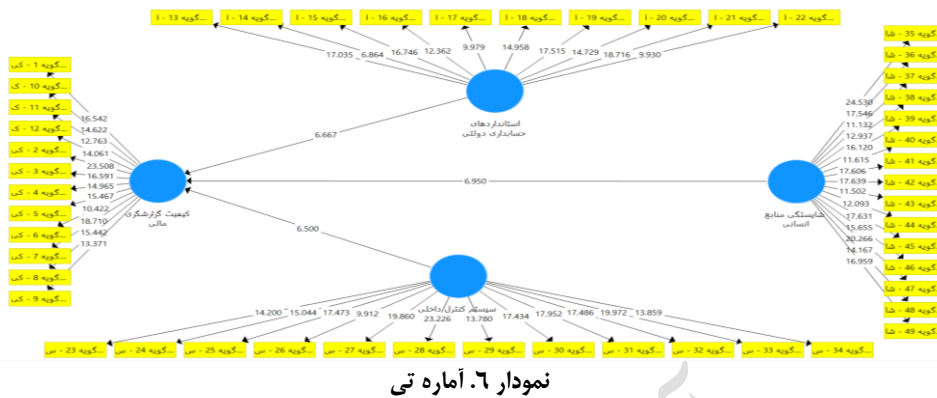 گویه - 13 - ا...
گویه - 14 - ا...
گویه - 15 - ا...
گویه - 16 - ا...
گویه - 17 - ا...
گویه - 18 - ا...
گویه - 19 - ا...
گویه - 20 - ا...
گویه - 21 - ا...
گویه - 22 - ا...
17.035
6.864
16.746
12.362
9.979
14.958
17.515
14.729
18.716
9.930
استانداردهای
حسابداری دولتی
گویه 1 - کی...
گویه 10 - ک...
گویه 11 - ک...
گویه 12 - ک...
گویه 2 - کی...
گویه 3 - کی...
گویه 4 - کی...
گویه 5 - کی...
گویه 6 - کی...
گویه 7 - کی...
گویه 8 - کی...
گویه 9 - کی...
16.542
14.622
12.763
14.061
23.508
16.591
14.965
15.467
10.422
18.710
15.442
13.371
کیفیت گزارشگری
مالی
6.667
6.950
6.500
گویه 35 - شا
گویه 36 - شا
گویه 37 - شا
گویه 38 - شا
گویه 39 - شا
گویه 40 - شا
گویه 41 - شا
گویه 42 - شا
گویه 43 - شا
گویه 44 - شا
گویه 45 - شا
گویه 46 - شا
گویه 47 - شا
گویه 48 - شا
گویه 49 - شا
24.530
17.546
11.132
12.937
16.120
11.615
17.606
17.639
11.502
12.093
17.631
15.655
20.266
14.167
16.959
شایستگی منابع
انسانی
سیستم کنترل داخلی
14.200
15.044
17.473
9.912
19.860
23.226
13.780
17.434
17.952
17.486
19.972
13.859
گویه 23 - س...
گویه 24 - س...
گویه 25 - س...
گویه 26 - س...
گویه 27 - س...
گویه 28 - س...
گویه 29 - س...
گویه 30 - س...
گویه 31 - س...
گویه 32 - س...
گویه 33 - س...
گویه 34 - س...
نمودار ٦. آماره تی